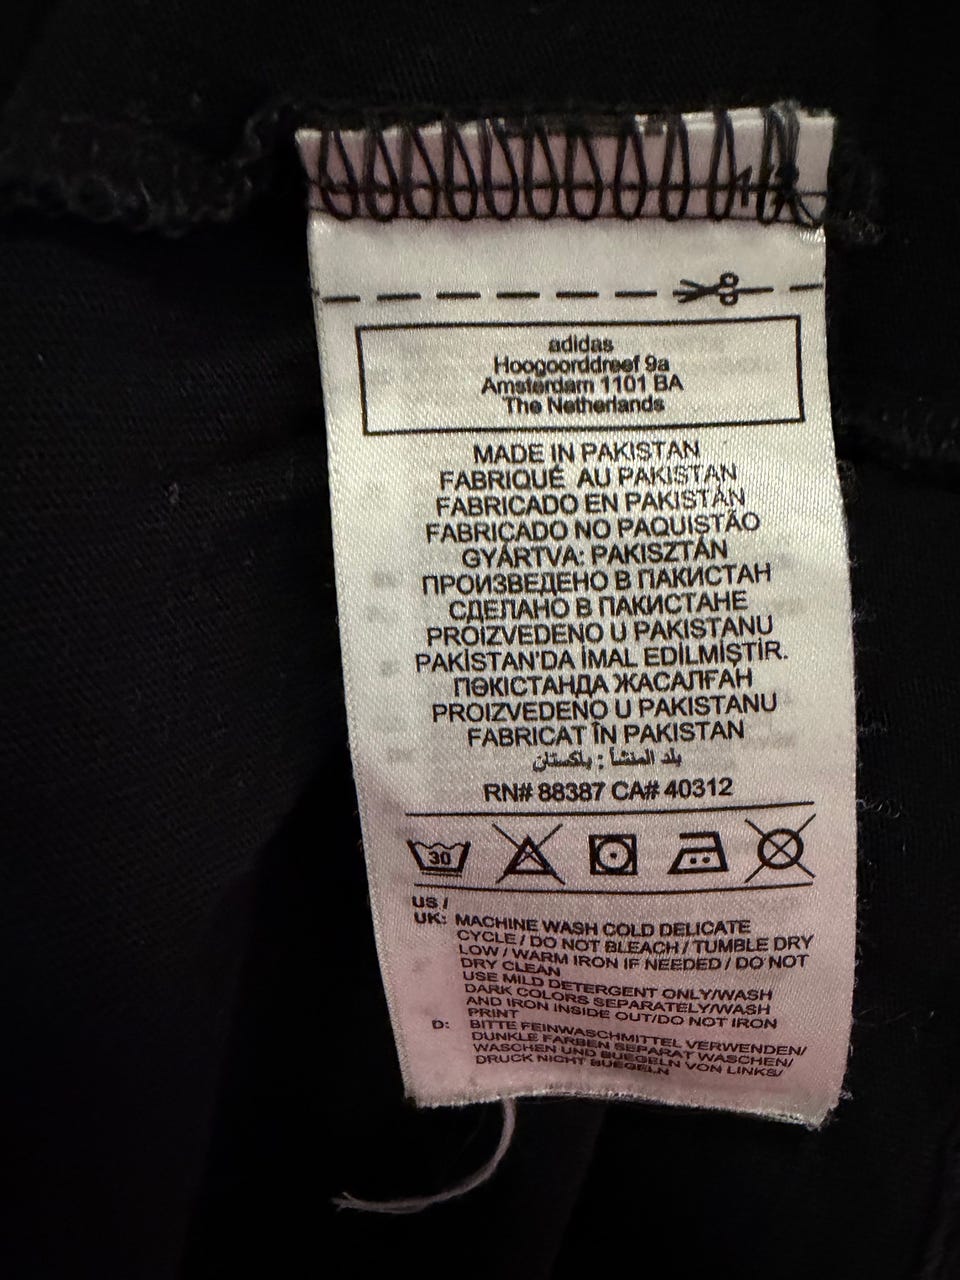 adidas
Hoogoorddreef 9a
Amsterdam 1101 BA
The Netherlands
MADE IN PAKISTAN
FABRIQUÉ AU PAKISTAN
FABRICADO EN PAKISTÁN
FABRICADO NO PAQUISTÃO
GYÁRTVA: PAKISZTÁN
ПРОИЗВЕДЕНО В ПАКИСТАН
СДЕЛАНО В ПАКИСТАНЕ
PROIZVEDENO U PAKISTANU
PAKİSTAN'DA İMAL EDİLMİŞTİR.
ПӘКІСТАНДА ЖАСАЛҒАН
PROIZVEDENO U PAKISTANU
FABRICAT ÎN PAKISTAN
بلد المنشأ : باكستان
RN# 88387 CA# 40312
30
US /
UK: MACHINE WASH COLD DELICATE
CYCLE / DO NOT BLEACH / TUMBLE DRY
LOW / WARM IRON IF NEEDED / DO NOT
DRY CLEAN
USE MILD DETERGENT ONLY/WASH
DARK COLORS SEPARATELY/WASH
AND IRON INSIDE OUT/DO NOT IRON
PRINT
D: BITTE FEINWASCHMITTEL VERWENDEN/
DUNKLE FARBEN SEPARAT WASCHEN/
WASCHEN UND BUEGELN VON LINKS/
DRUCK NICHT BUEGELN